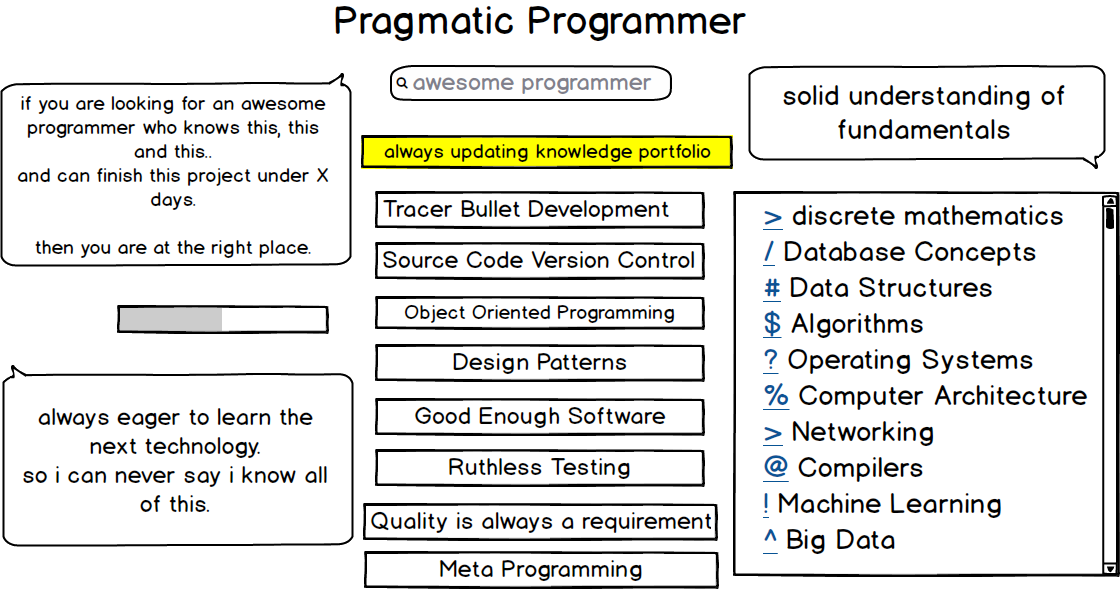 Pragmatic Programmer
if you are looking for an awesome
programmer who knows this, this
and this..
and can finish this project under X
days.
then you are at the right place.
always eager to learn the
next technology.
so i can never say i know all
of this.
awesome programmer
always updating knowledge portfolio
Tracer Bullet Development
Source Code Version Control
Object Oriented Programming
Design Patterns
Good Enough Software
Ruthless Testing
Quality is always a requirement
Meta Programming
solid understanding of
fundamentals
> discrete mathematics
/ Database Concepts
# Data Structures
$ Algorithms
? Operating Systems
% Computer Architecture
> Networking
@ Compilers
! Machine Learning
^ Big Data